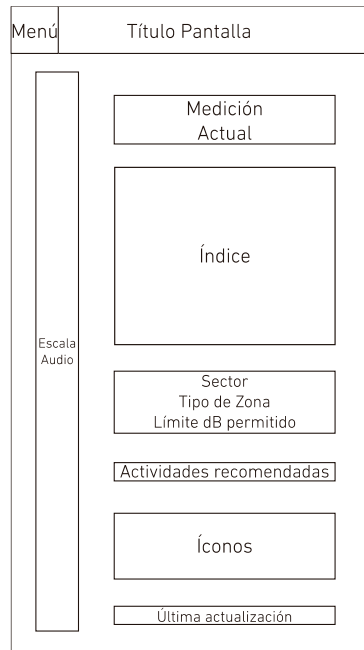 Menú
Título Pantalla
Medición
Actual
Índice
Escala
Audio
Sector
Tipo de Zona
Límite dB permitido
Actividades recomendadas
Íconos
Última actualización